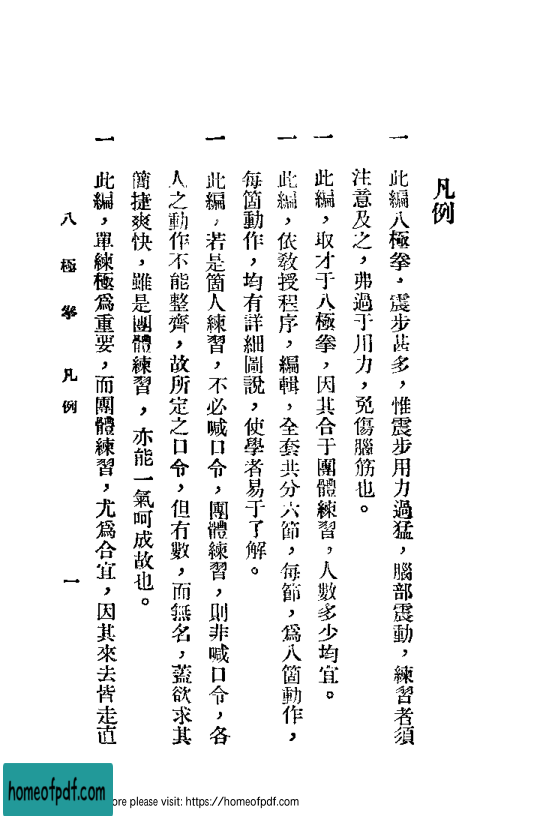 凡例
一 此編八極拳，震步甚多，惟震步用力過猛，腦部震動，練習者須
注意及之，弗過于用力，免傷腦筋也。
一 此編，取才于八極拳，因其合于團體練習，人數多少均宜。
一 此編，依敎授程序，編輯，全套共分六節，每節，爲八箇動作，
每箇動作，均有詳細圖說，使學者易于了解。
一 此編，若是箇人練習，不必喊口令，團體練習，則非喊口令，各
人之動作不能整齊，故所定之口令，但有數，而無名，蓋欲求其
簡捷爽快，雖是團體練習，亦能一氣呵成故也。
一 此編，單練極爲重要，而團體練習，尤爲合宜，因其來去皆走直
八極拳 凡例 一
homeofpdf.com
ore please visit: https://homeofpdf.com